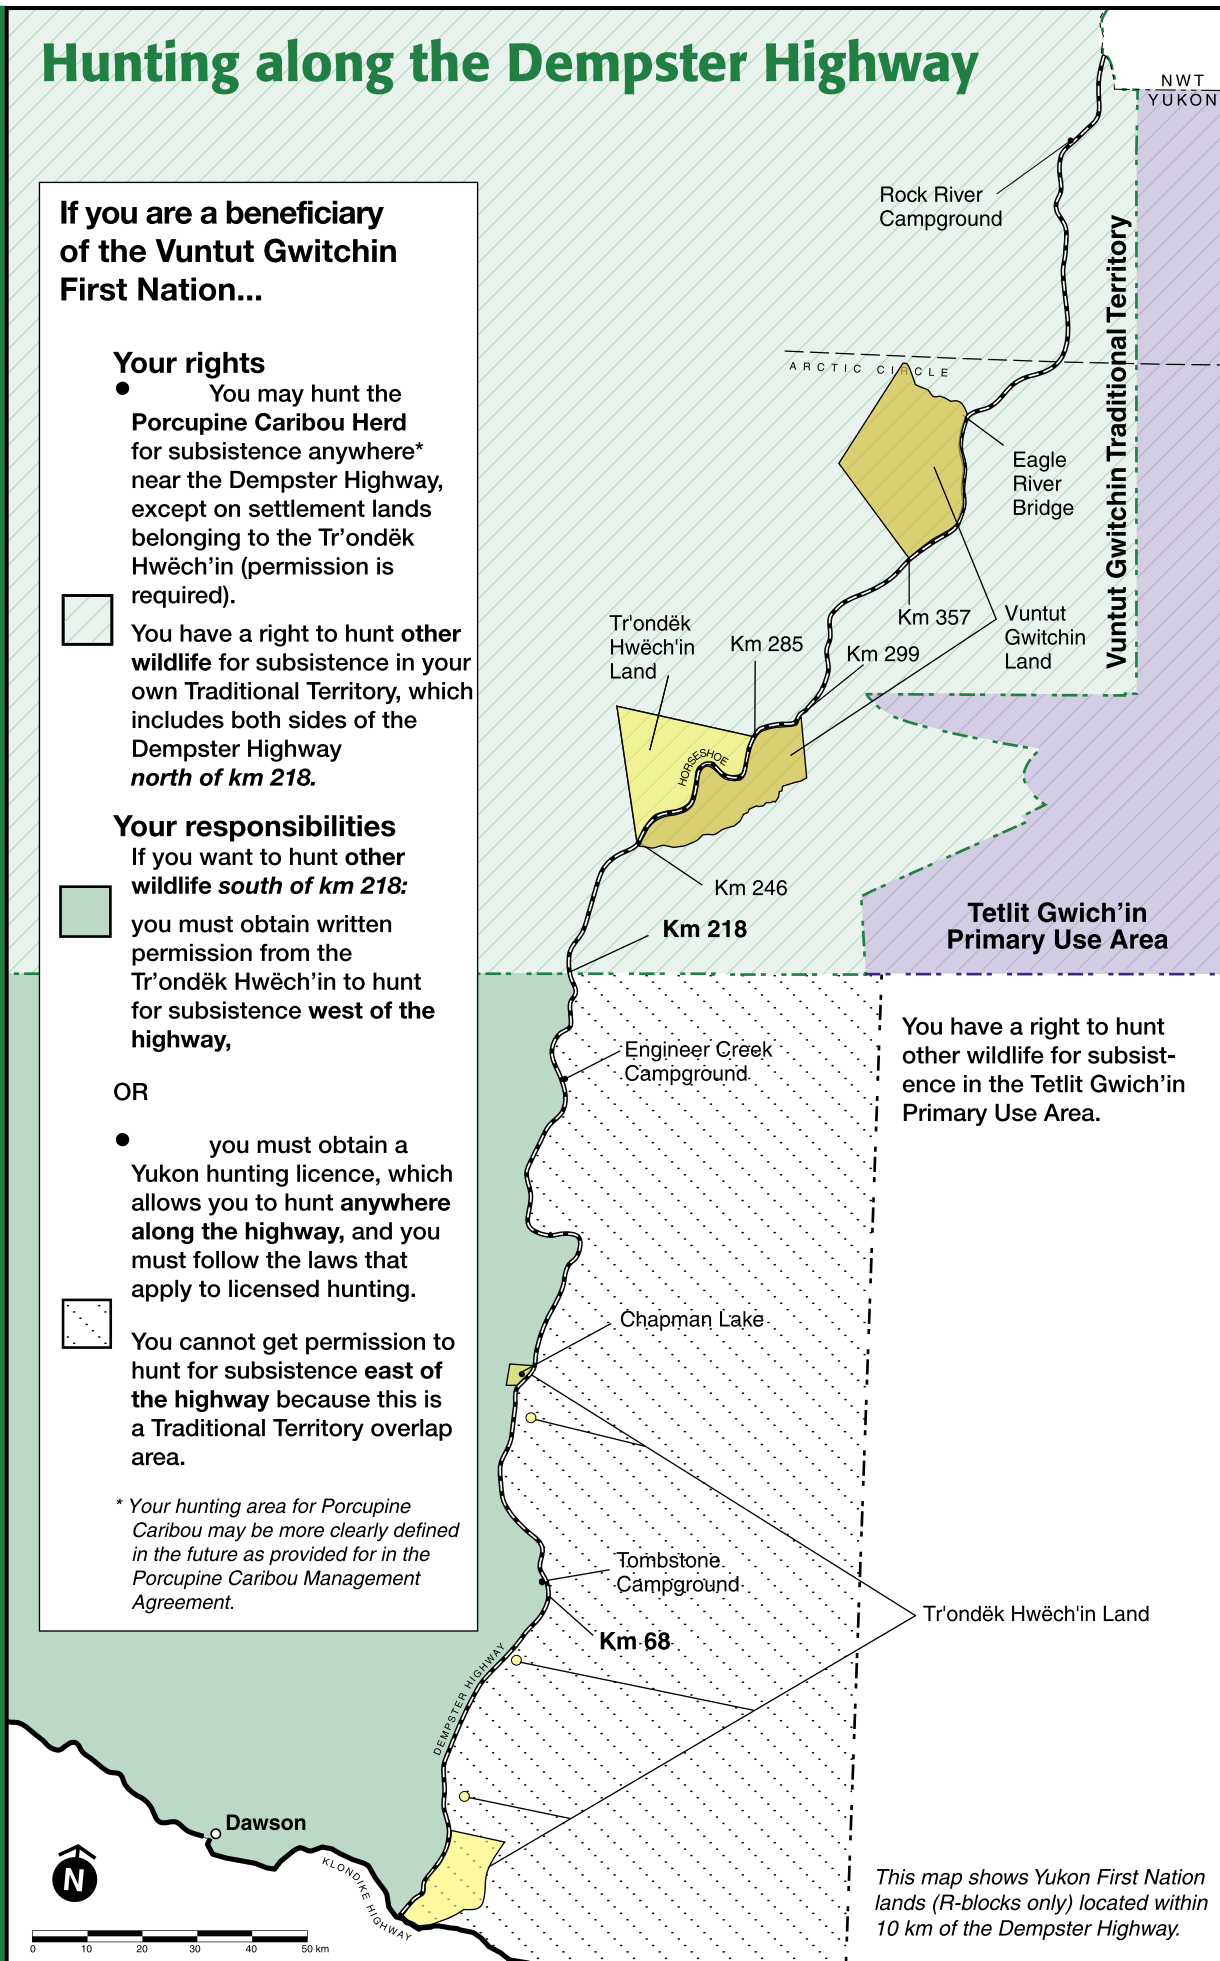 Hunting along the Dempster Highway
NWT
YUKON
Rock River
Campground
Vuntut Gwitchin Traditional Territory
ARCTIC CIRCLE
Eagle
River
Bridge
Km 357
Vuntut
Gwitchin
Land
Km 299
Km 285
Tr'ondëk
Hwëch'in
Land
HORSESHOE
Km 246
Km 218
Tetlit Gwich'in
Primary Use Area
If you are a beneficiary
of the Vuntut Gwitchin
First Nation...
Your rights
• You may hunt the
Porcupine Caribou Herd
for subsistence anywhere*
near the Dempster Highway,
except on settlement lands
belonging to the Tr'ondëk
Hwëch'in (permission is
required).
You have a right to hunt other
wildlife for subsistence in your
own Traditional Territory, which
includes both sides of the
Dempster Highway
north of km 218.
Your responsibilities
If you want to hunt other
wildlife south of km 218:
you must obtain written
permission from the
Tr'ondëk Hwëch'in to hunt
for subsistence west of the
highway,
OR
• you must obtain a
Yukon hunting licence, which
allows you to hunt anywhere
along the highway, and you
must follow the laws that
apply to licensed hunting.
You cannot get permission to
hunt for subsistence east of
the highway because this is
a Traditional Territory overlap
area.
* Your hunting area for Porcupine
Caribou may be more clearly defined
in the future as provided for in the
Porcupine Caribou Management
Agreement.
You have a right to hunt
other wildlife for subsist-
ence in the Tetlit Gwich'in
Primary Use Area.
Engineer Creek
Campground
Chapman Lake
Tombstone
Campground
Km 68
Tr'ondëk Hwëch'in Land
DEMPSTER HIGHWAY
Dawson
KLONDIKE HIGHWAY
N
0 10 20 30 40 50 km
This map shows Yukon First Nation
lands (R-blocks only) located within
10 km of the Dempster Highway.